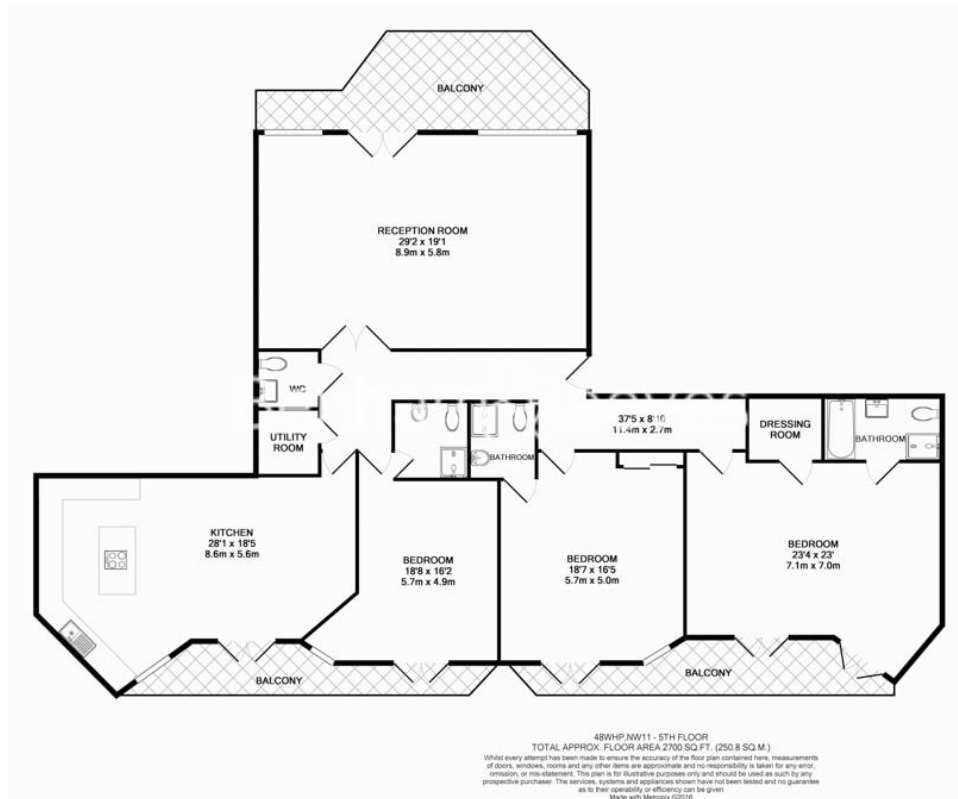 BALCONY
RECEPTION ROOM
29'2 x 19'1
8.9m x 5.8m
WC
UTILITY
ROOM
BATHROOM
37'5 x 8'10
11.4m x 2.7m
DRESSING
ROOM
BATHROOM
KITCHEN
28'1 x 18'5
8.6m x 5.6m
BEDROOM
18'8 x 16'2
5.7m x 4.9m
BEDROOM
18'7 x 16'5
5.7m x 5.0m
BEDROOM
23'4 x 23'
7.1m x 7.0m
BALCONY
BALCONY
48WHP,NW11 - 5TH FLOOR
TOTAL APPROX. FLOOR AREA 2700 SQ.FT. (250.8 SQ.M.)
Whilst every attempt has been made to ensure the accuracy of the floor plan contained here, measurements
of doors, windows, rooms and any other items are approximate and no responsibility is taken for any error,
omission, or mis-statement. This plan is for illustrative purposes only and should be used as such by any
prospective purchaser. The services, systems and appliances shown have not been tested and no guarantee
as to their operability or efficiency can be given
Made with Metropix ©2016